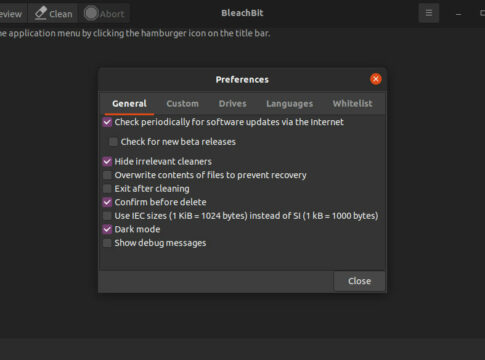 eview Clean Abort BleachBit
he application menu by clicking the hamburger icon on the title bar.
Preferences
General Custom Drives Languages Whitelist
Check periodically for software updates via the Internet
Check for new beta releases
Hide irrelevant cleaners
Overwrite contents of files to prevent recovery
Exit after cleaning
Confirm before delete
Use IEC sizes (1 KiB = 1024 bytes) instead of SI (1 kB = 1000 bytes)
Dark mode
Show debug messages
Close